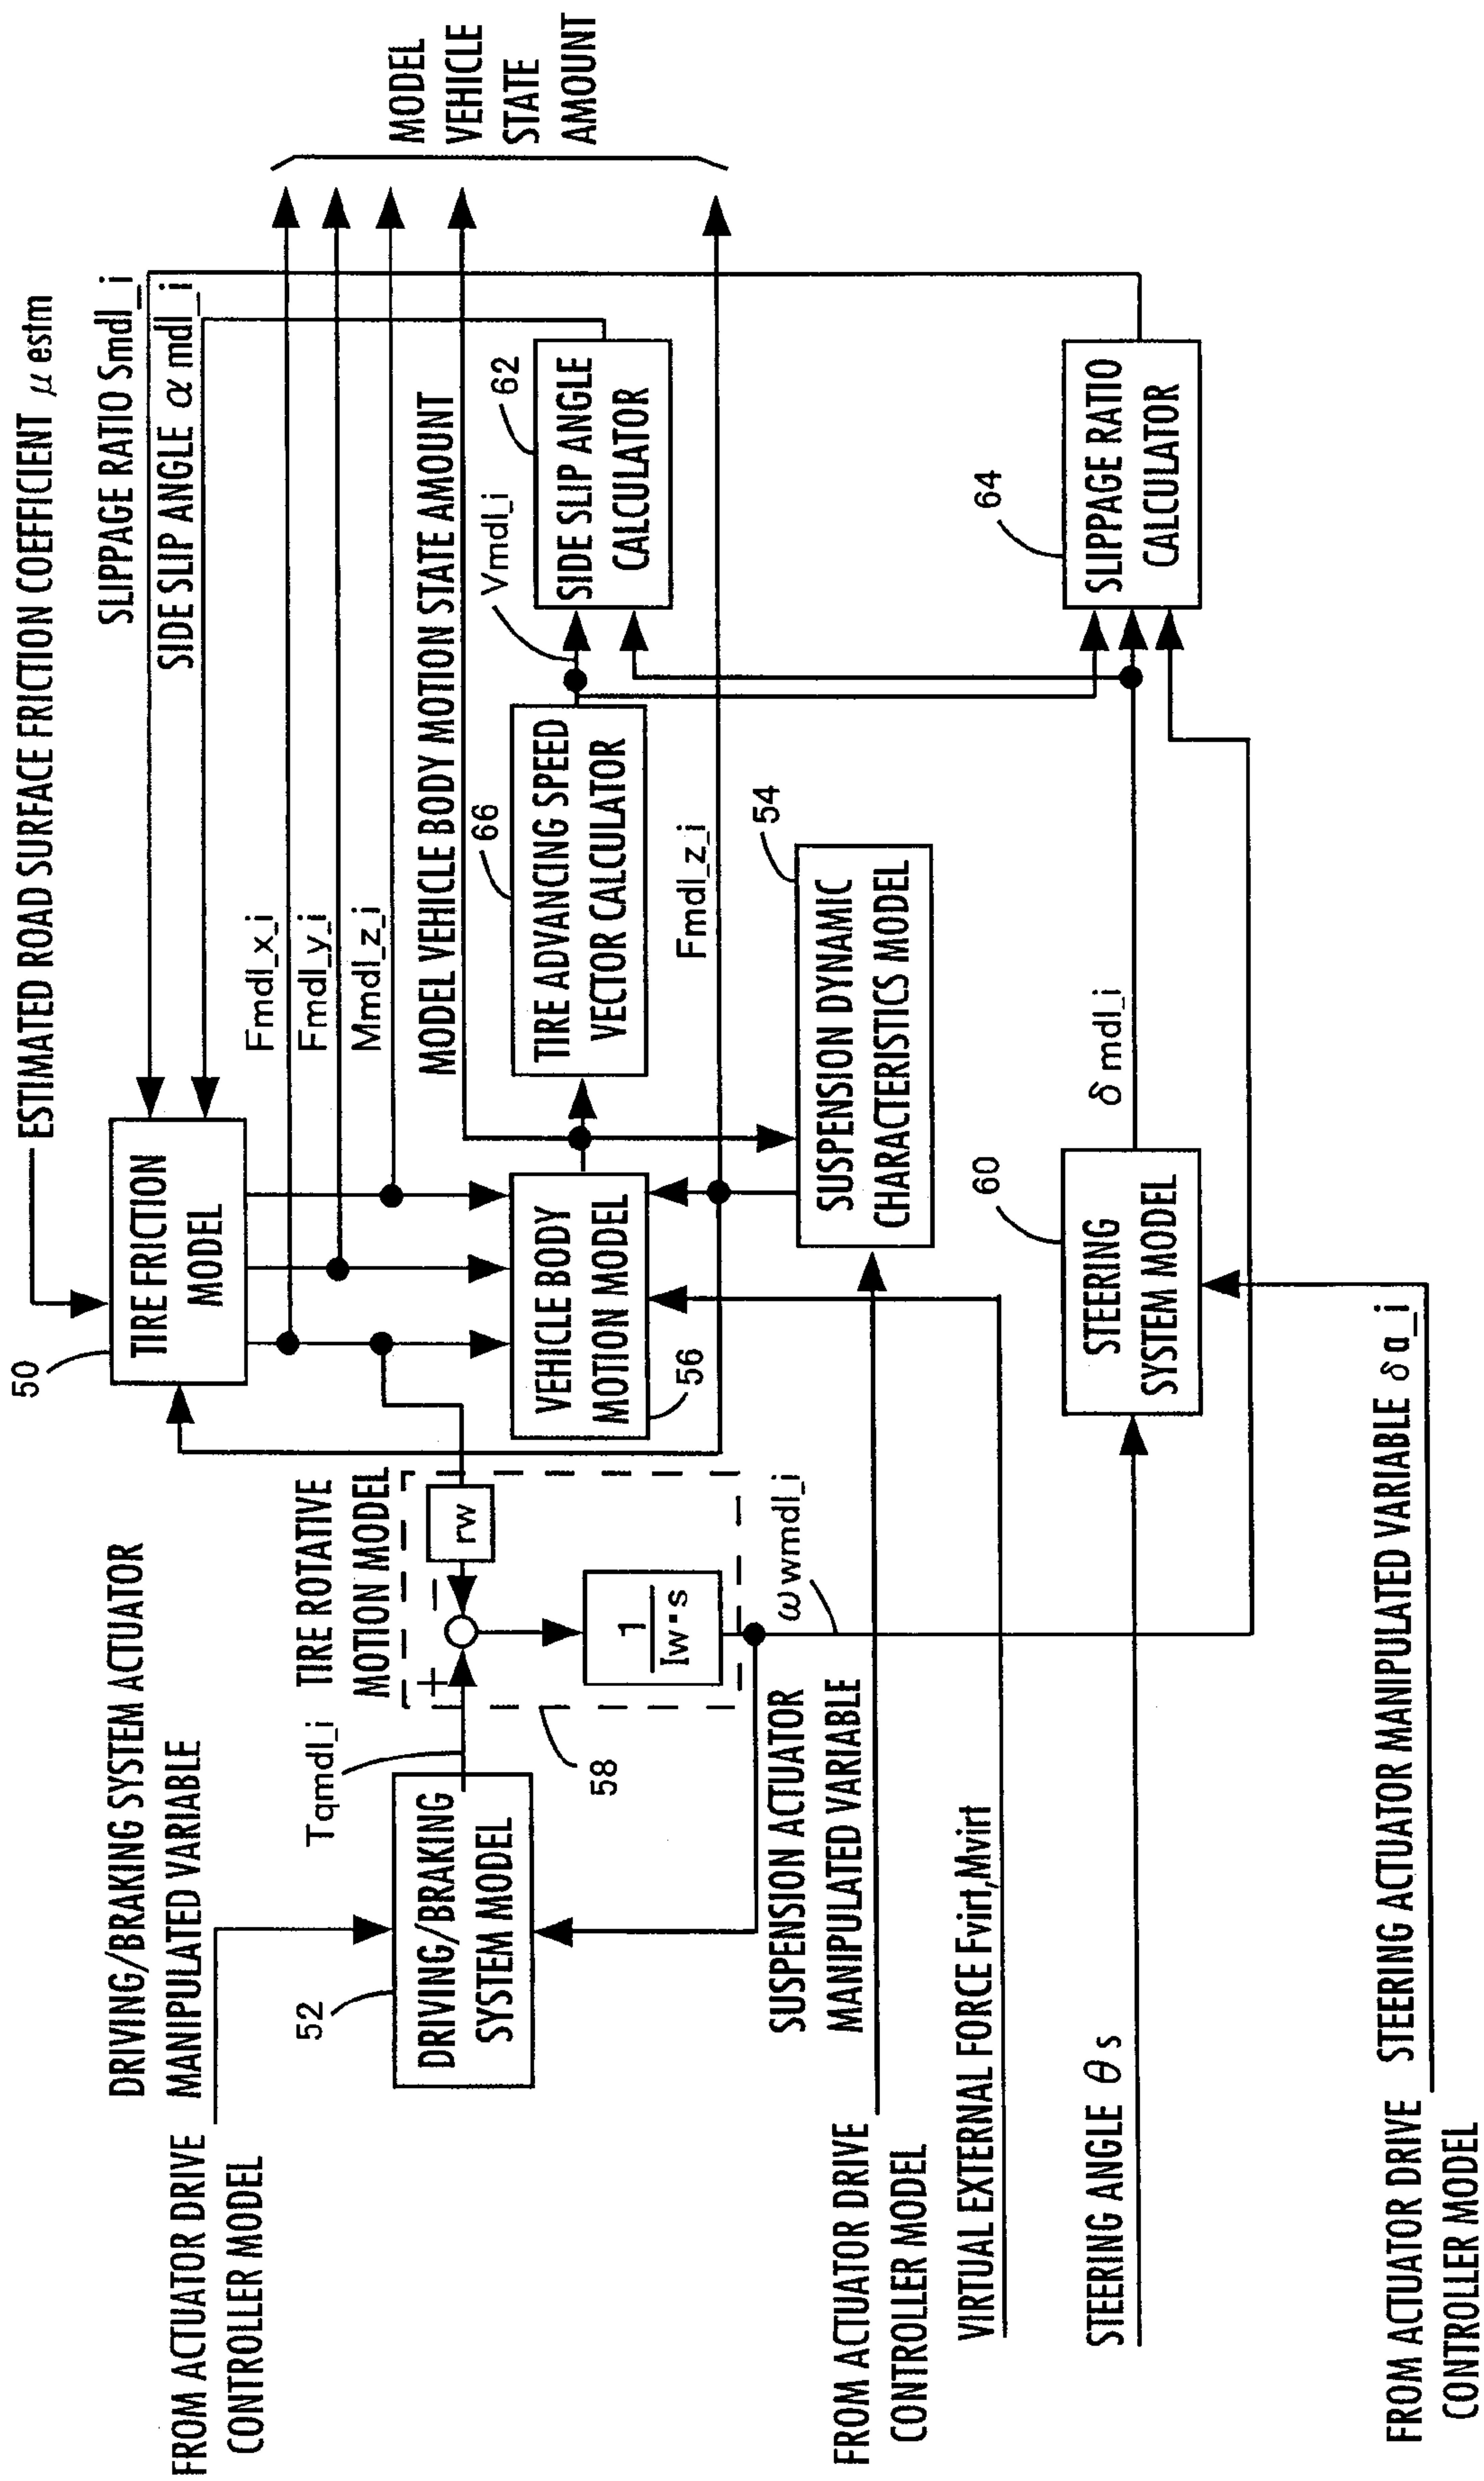 ESTIMATED ROAD SURFACE FRICTION COEFFICIENT μ estm
SLIPPAGE RATIO Smdl_i
SIDE SLIP ANGLE α mdl_i
50
TIRE FRICTION
MODEL
Fmdl_x_i
Fmdl_y_i
Mmdl_z_i
MODEL VEHICLE BODY MOTION STATE AMOUNT
MODEL
VEHICLE
STATE
AMOUNT
DRIVING/BRAKING SYSTEM ACTUATOR
MANIPULATED VARIABLE
FROM ACTUATOR DRIVE
CONTROLLER MODEL
52
DRIVING/BRAKING
SYSTEM MODEL
Tqmdl_i
TIRE ROTATIVE
MOTION MODEL
+
−
rw
1
Iw·s
58
ωwmdl_i
VEHICLE BODY
MOTION MODEL
56
66
TIRE ADVANCING SPEED
VECTOR CALCULATOR
Vmdl_i
62
SIDE SLIP ANGLE
CALCULATOR
Fmdl_z_i
54
SUSPENSION DYNAMIC
CHARACTERISTICS MODEL
SUSPENSION ACTUATOR
MANIPULATED VARIABLE
FROM ACTUATOR DRIVE
CONTROLLER MODEL
VIRTUAL EXTERNAL FORCE Fvirt,Mvirt
64
SLIPPAGE RATIO
CALCULATOR
60
STEERING
SYSTEM MODEL
δ mdl_i
STEERING ANGLE θ s
STEERING ACTUATOR MANIPULATED VARIABLE δ a_i
FROM ACTUATOR DRIVE
CONTROLLER MODEL